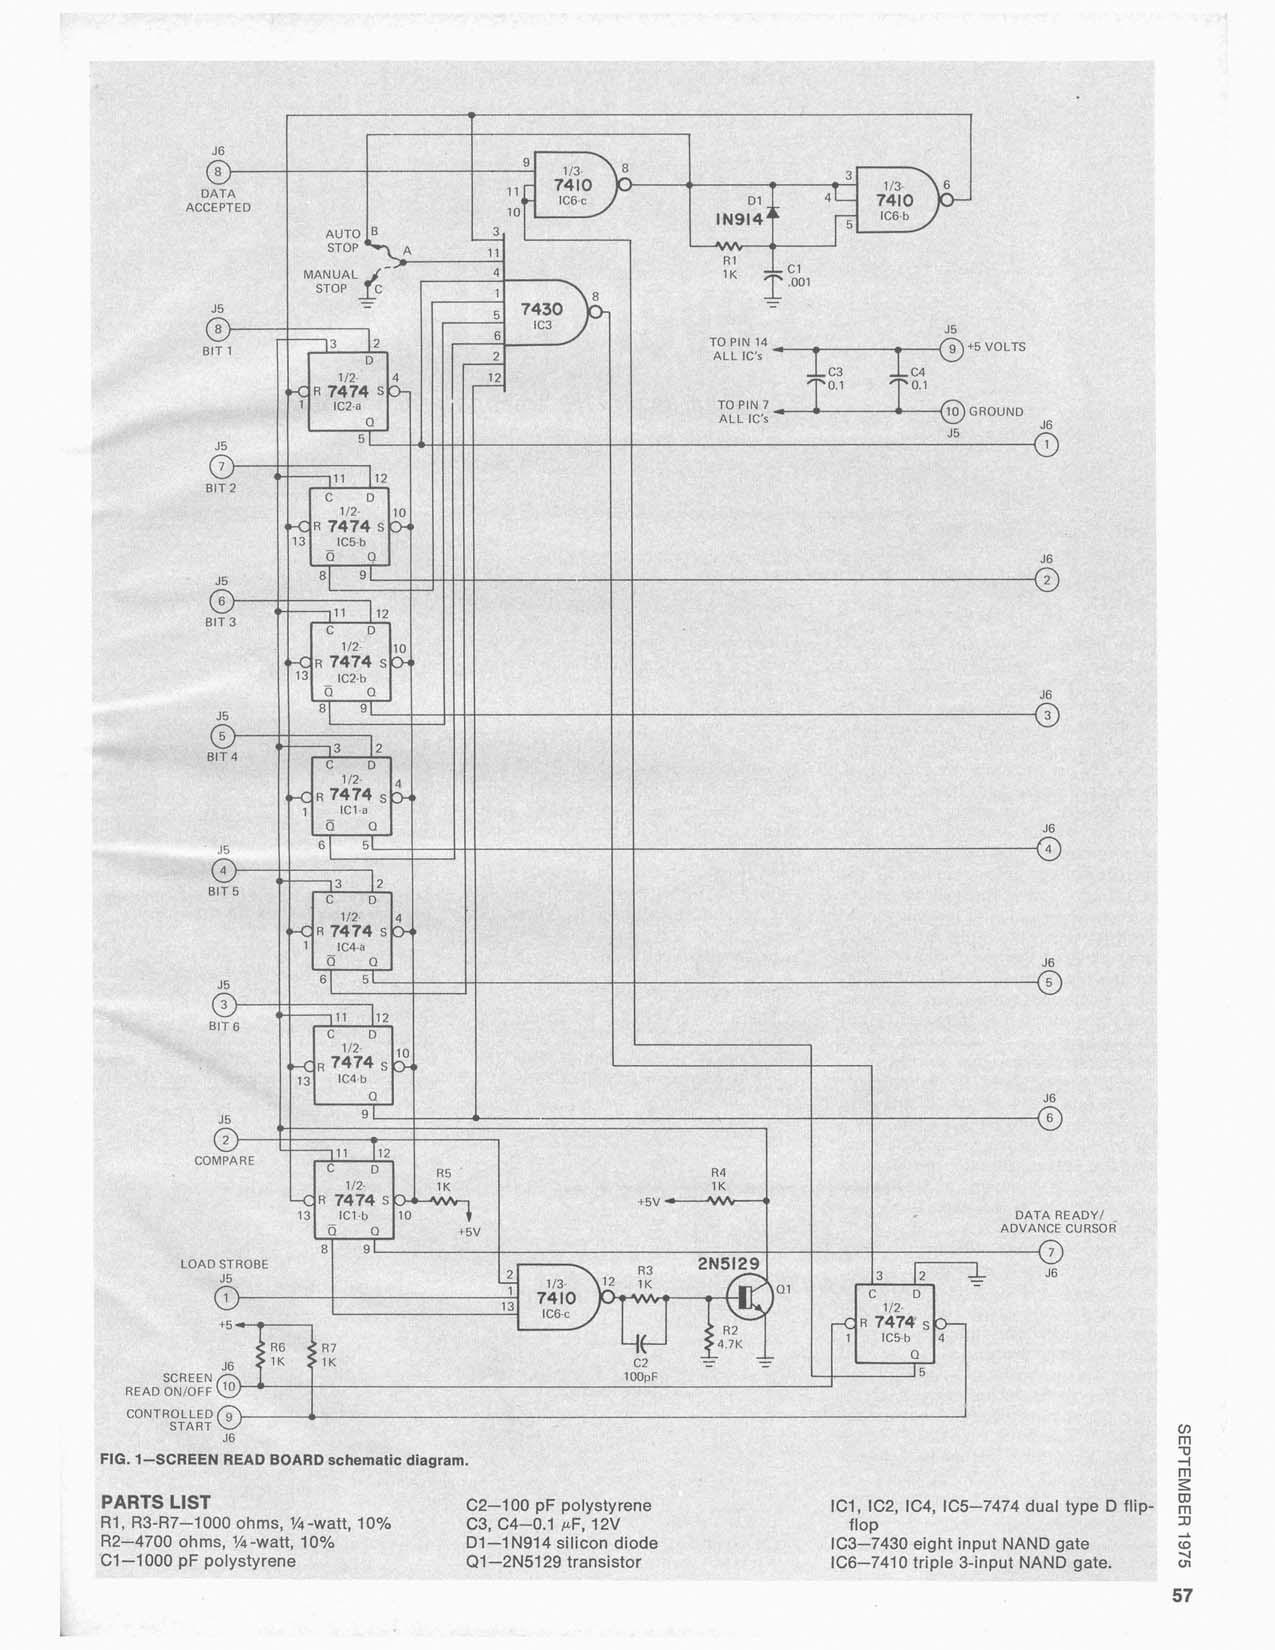 J6
8
DATA
ACCEPTED
9
11
10
1/3-
7410
IC6-c
8
D1
1N914
R1
1K
C1
.001
3
4
5
1/3-
7410
IC6-b
6
AUTO
STOP
B
A
MANUAL
STOP
C
3
11
4
1
5
6
2
12
7430
IC3
8
TO PIN 14
ALL IC's
C3
0.1
C4
0.1
J5
9
+5 VOLTS
TO PIN 7
ALL IC's
10
GROUND
J5
J5
8
BIT 1
3
2
D
1/2-
R 7474 S
IC2-a
1
4
Q
5
J6
1
J5
7
BIT 2
11
12
C
D
1/2-
R 7474 S
IC5-b
13
10
Q̅
Q
8
9
J6
2
J5
6
BIT 3
11
12
C
D
1/2-
R 7474 S
IC2-b
13
10
Q̅
Q
8
9
J6
3
J5
5
BIT 4
3
2
C
D
1/2-
R 7474 S
IC1-a
1
4
Q̅
Q
6
5
J6
4
J5
4
BIT 5
3
2
C
D
1/2-
R 7474 S
IC4-a
1
4
Q̅
Q
6
5
J6
5
J5
3
BIT 6
11
12
C
D
1/2-
R 7474 S
IC4-b
13
10
Q
9
J6
6
J5
2
COMPARE
11
12
C
D
1/2-
R 7474 S
IC1-b
13
10
Q̅
Q
8
9
R5
1K
+5V
R4
1K
+5V
DATA READY/
ADVANCE CURSOR
7
J6
LOAD STROBE
J5
1
2
1
13
1/3-
7410
IC6-c
12
R3
1K
C2
100pF
R2
4.7K
2N5129
Q1
3
2
C
D
1/2-
R 7474 S
IC5-b
1
4
Q
5
+5
R6
1K
R7
1K
J6
SCREEN
READ ON/OFF
10
CONTROLLED
START
9
J6
FIG. 1—SCREEN READ BOARD schematic diagram.
PARTS LIST
R1, R3-R7—1000 ohms, ¼-watt, 10%
R2—4700 ohms, ¼-watt, 10%
C1—1000 pF polystyrene
C2—100 pF polystyrene
C3, C4—0.1 μF, 12V
D1—1N914 silicon diode
Q1—2N5129 transistor
IC1, IC2, IC4, IC5—7474 dual type D flip-
flop
IC3—7430 eight input NAND gate
IC6—7410 triple 3-input NAND gate.
SEPTEMBER 1975
57